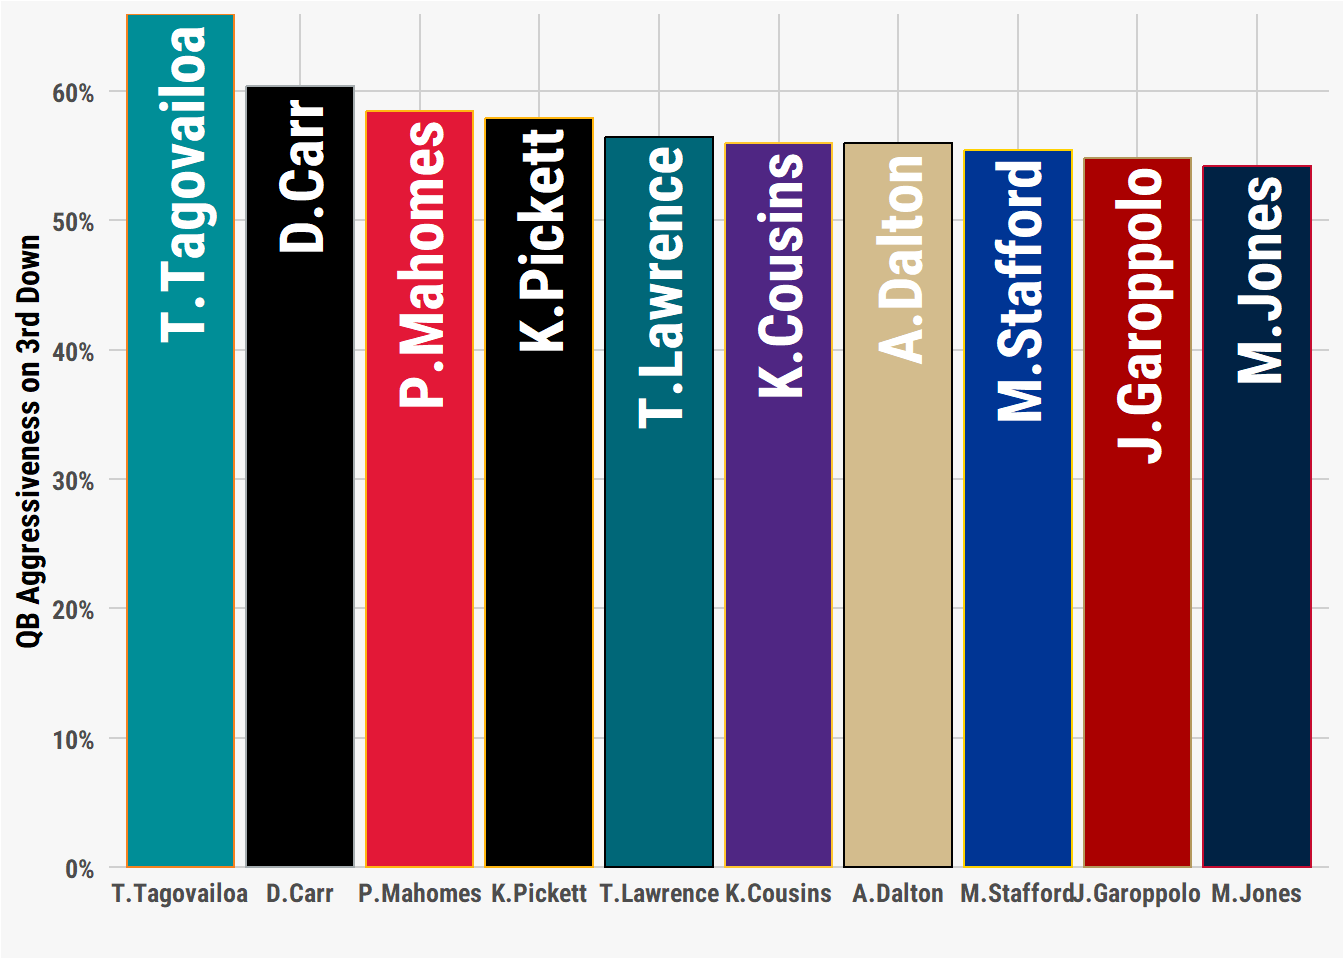 QB Aggressiveness on 3rd Down
60%
50%
40%
30%
20%
10%
0%
T.Tagovailoa
D.Carr
P.Mahomes
K.Pickett
T.Lawrence
K.Cousins
A.Dalton
M.Stafford
J.Garoppolo
M.Jones
T.Tagovailoa
D.Carr
P.Mahomes
K.Pickett
T.Lawrence
K.Cousins
A.Dalton
M.Stafford
J.Garoppolo
M.Jones